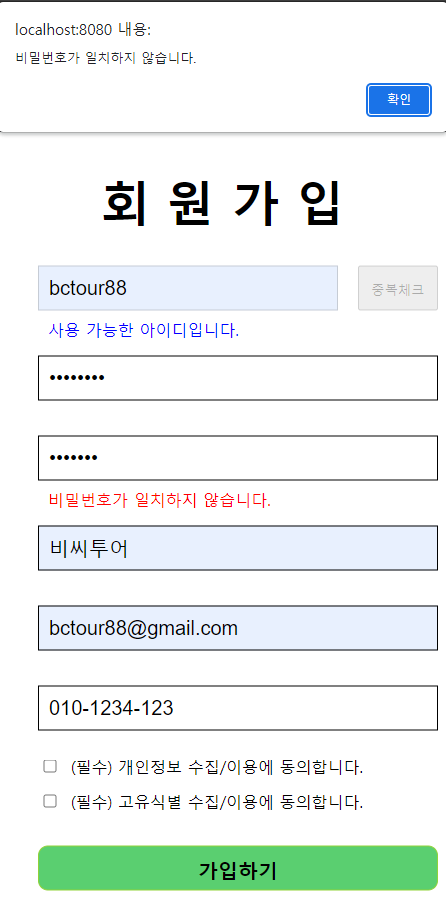 localhost:8080 내용:
비밀번호가 일치하지 않습니다.
확인
회 원 가 입
bctour88
중복체크
사용 가능한 아이디입니다.
••••••••
•••••••
비밀번호가 일치하지 않습니다.
비씨투어
bctour88@gmail.com
010-1234-123
(필수) 개인정보 수집/이용에 동의합니다.
(필수) 고유식별 수집/이용에 동의합니다.
가입하기